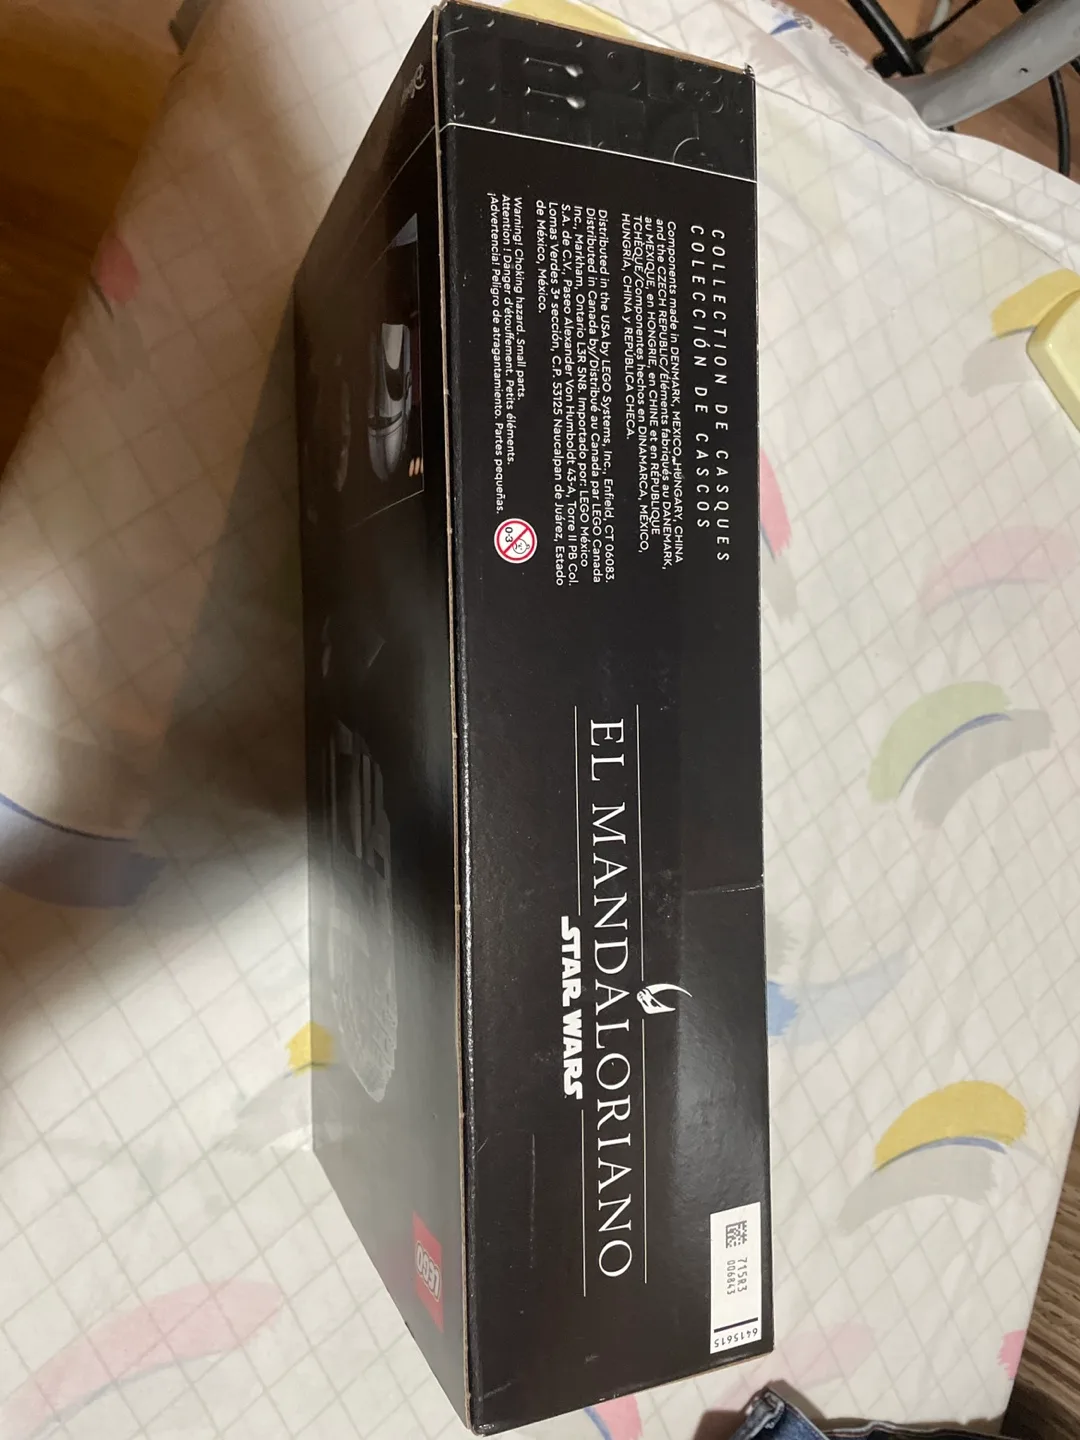 COLLECTION DE CASQUES
COLECCIÓN DE CASCOS
Components made in DENMARK, MEXICO, HUNGARY, CHINA
and the CZECH REPUBLIC/Éléments fabriqués au DANEMARK,
au MEXIQUE, en HONGRIE, en CHINE et en RÉPUBLIQUE
TCHÈQUE/Componentes hechos en DINAMARCA, MÉXICO,
HUNGRÍA, CHINA y REPÚBLICA CHECA.
Distributed in the USA by LEGO Systems, Inc., Enfield, CT 06083.
Distributed in Canada by/Distribué au Canada par LEGO Canada
Inc., Markham, Ontario L3R 5N8. Importado por: LEGO México
S.A. de C.V., Paseo Alexander Von Humboldt 43-A, Torre II PB Col.
Lomas Verdes 3ª sección, C.P. 53125 Naucalpan de Juárez, Estado
de México, México.
Warning! Choking hazard. Small parts.
Attention ! Danger d'étouffement. Petits éléments.
¡Advertencia! Peligro de atragantamiento. Partes pequeñas.
0-3
EL MANDALORIANO
STAR WARS
715R3
006843
6415615
Disney
LEGO